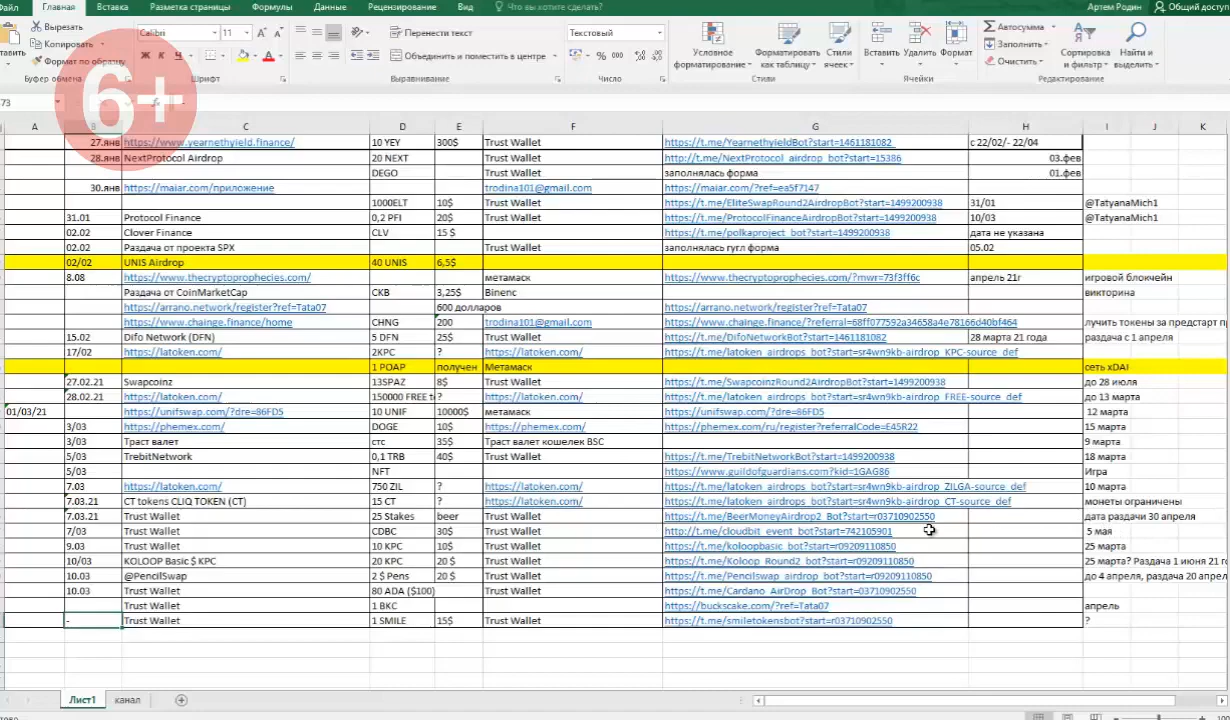 Файл Главная Вставка Разметка страницы Формулы Данные Рецензирование Вид Что вы хотите сделать? Артем Родин Общий доступ
Вырезать Calibri 11 Перенести текст Текстовый Автосумма
Вставить Копировать Условное Форматировать Стили Вставить Удалить Формат Заполнить Сортировка Найти и
Формат по образцу Ж К Ч Объединить и поместить в центре % 000 форматирование как таблицу ячеек Очистить и фильтр выделить
Буфер обмена Шрифт Выравнивание Число Стили Ячейки Редактирование
6+
73 fx
A B C D E F G H I J K
27.янв https://www.yearnethyield.finance/ 10 YEY 300$ Trust Wallet https://t.me/YearnethyieldBot?start=1461181082 с 22/02/- 22/04
28.янв NextProtocol Airdrop 20 NEXT Trust Wallet http://t.me/NextProtocol_airdrop_bot?start=15386 03.фев
DEGO Trust Wallet заполнялась форма 01.фев
30.янв https://maiar.com/приложение trodina101@gmail.com https://maiar.com/?ref=ea5f7147
1000ELT 10$ Trust Wallet https://t.me/EliteSwapRound2AirdropBot?start=1499200938 31/01 @TatyanaMich1
31.01 Protocol Finance 0,2 PFI 20$ Trust Wallet https://t.me/ProtocolFinanceAirdropBot?start=1499200938 10/03 @TatyanaMich1
02.02 Clover Finance CLV 15 $ Trust Wallet https://t.me/polkaproject_bot?start=1499200938 дата не указана
02.02 Раздача от проекта SPX Trust Wallet заполнялась гугл форма 05.02
02/02 UNIS Airdrop 40 UNIS 6,5$
8.08 https://www.thecryptoprophecies.com/ метамаск https://www.thecryptoprophecies.com/?mwr=73f3ff6c апрель 21г игровой блокчейн
Раздача от CoinMarketCap CKB 3,25$ Binenc викторина
https://arrano.network/register?ref=Tata07 600 долларов https://arrano.network/register?ref=Tata07
https://www.chainge.finance/home CHNG 200 trodina101@gmail.com https://www.chainge.finance/?referral=68ff077592a34658a4e78166d40bf464 лучить токены за предстарт п
15.02 Difo Network (DFN) 5 DFN 25$ Trust Wallet https://t.me/DifoNetworkBot?start=1461181082 28 марта 21 года раздача с 1 апреля
17/02 https://latoken.com/ 2KPC ? https://latoken.com/ https://t.me/latoken_airdrops_bot?start=sr4wn9kb-airdrop_KPC-source_def
1 POAP получен Метамаск сеть xDAI
27.02.21 Swapcoinz 13SPAZ 8$ Trust Wallet https://t.me/SwapcoinzRound2AirdropBot?start=1499200938 до 28 июля
28.02.21 https://latoken.com/ 150000 FREE t ? https://latoken.com/ https://t.me/latoken_airdrops_bot?start=sr4wn9kb-airdrop_FREE-source_def до 13 марта
01/03/21 https://unifswap.com/?dre=86FD5 10 UNIF 10000$ метамаск https://unifswap.com/?dre=86FD5 12 марта
3/03 https://phemex.com/ DOGE 10$ https://phemex.com/ https://phemex.com/ru/register?referralCode=E45R22 15 марта
3/03 Траст валет стс 35$ Траст валет кошелек BSC 9 марта
5/03 TrebitNetwork 0,1 TRB 40$ Trust Wallet https://t.me/TrebitNetworkBot?start=1499200938 18 марта
5/03 NFT https://www.guildofguardians.com?kid=1GAG86 Игра
7.03 https://latoken.com/ 750 ZIL ? https://latoken.com/ https://t.me/latoken_airdrops_bot?start=sr4wn9kb-airdrop_ZILGA-source_def 10 марта
7.03.21 CT tokens CLIQ TOKEN (CT) 15 CT ? https://latoken.com/ https://t.me/latoken_airdrops_bot?start=sr4wn9kb-airdrop_CT-source_def монеты ограничены
7.03.21 Trust Wallet 25 Stakes beer Trust Wallet https://t.me/BeerMoneyAirdrop2_Bot?start=r03710902550 дата раздачи 30 апреля
7/03 Trust Wallet CDBC 30$ Trust Wallet https://t.me/cloudbit_event_bot?start=742105901 5 мая
9.03 Trust Wallet 10 KPC 10$ Trust Wallet https://t.me/koloopbasic_bot?start=r09209110850 25 марта
10/03 KOLOOP Basic $ KPC 20 KPC 20 $ Trust Wallet https://t.me/Koloop_Round2_bot?start=r09209110850 25 марта? Раздача 1 июня 21 го
10.03 @PencilSwap 2 $ Pens 20 $ Trust Wallet https://t.me/Pencilswap_airdrop_bot?start=r09209110850 до 4 апреля, раздача 20 апрел
10.03 Trust Wallet 80 ADA ($100) Trust Wallet https://t.me/Cardano_AirDrop_Bot?start=03710902550
Trust Wallet 1 BKC Trust Wallet https://buckscake.com/?ref=Tata07 апрель
- Trust Wallet 1 SMILE 15$ Trust Wallet https://t.me/smiletokensbot?start=r03710902550 ?
Лист1 канал